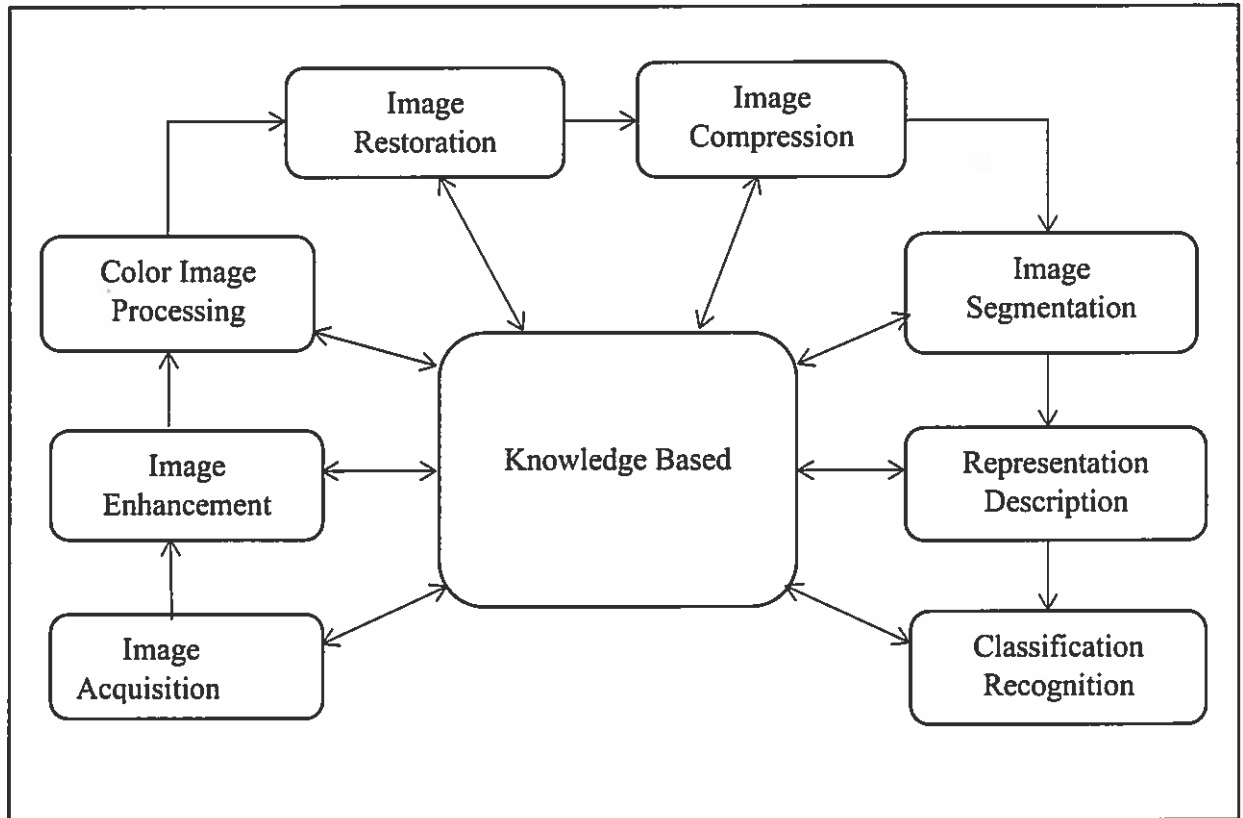 Image
Restoration
Image
Compression
Color Image
Processing
Image
Segmentation
Knowledge Based
Image
Enhancement
Representation
Description
Image
Acquisition
Classification
Recognition